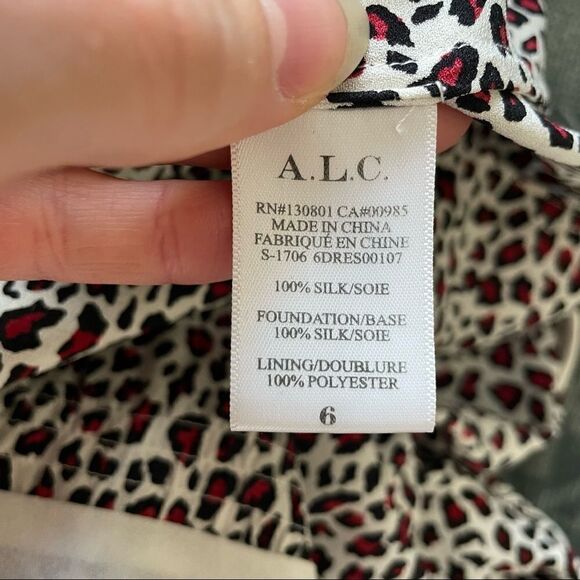 A.L.C.
RN#130801 CA#00985
MADE IN CHINA
FABRIQUÉ EN CHINE
S-1706 6DRES00107
100% SILK/SOIE
FOUNDATION/BASE
100% SILK/SOIE
LINING/DOUBLURE
100% POLYESTER
6